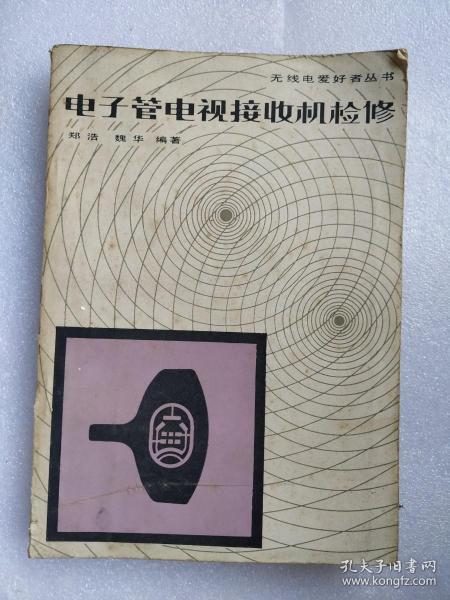 无线电爱好者丛书
电子管电视接收机检修
郑浩 魏华 编著
孔夫子旧书网
www.kongfz.com